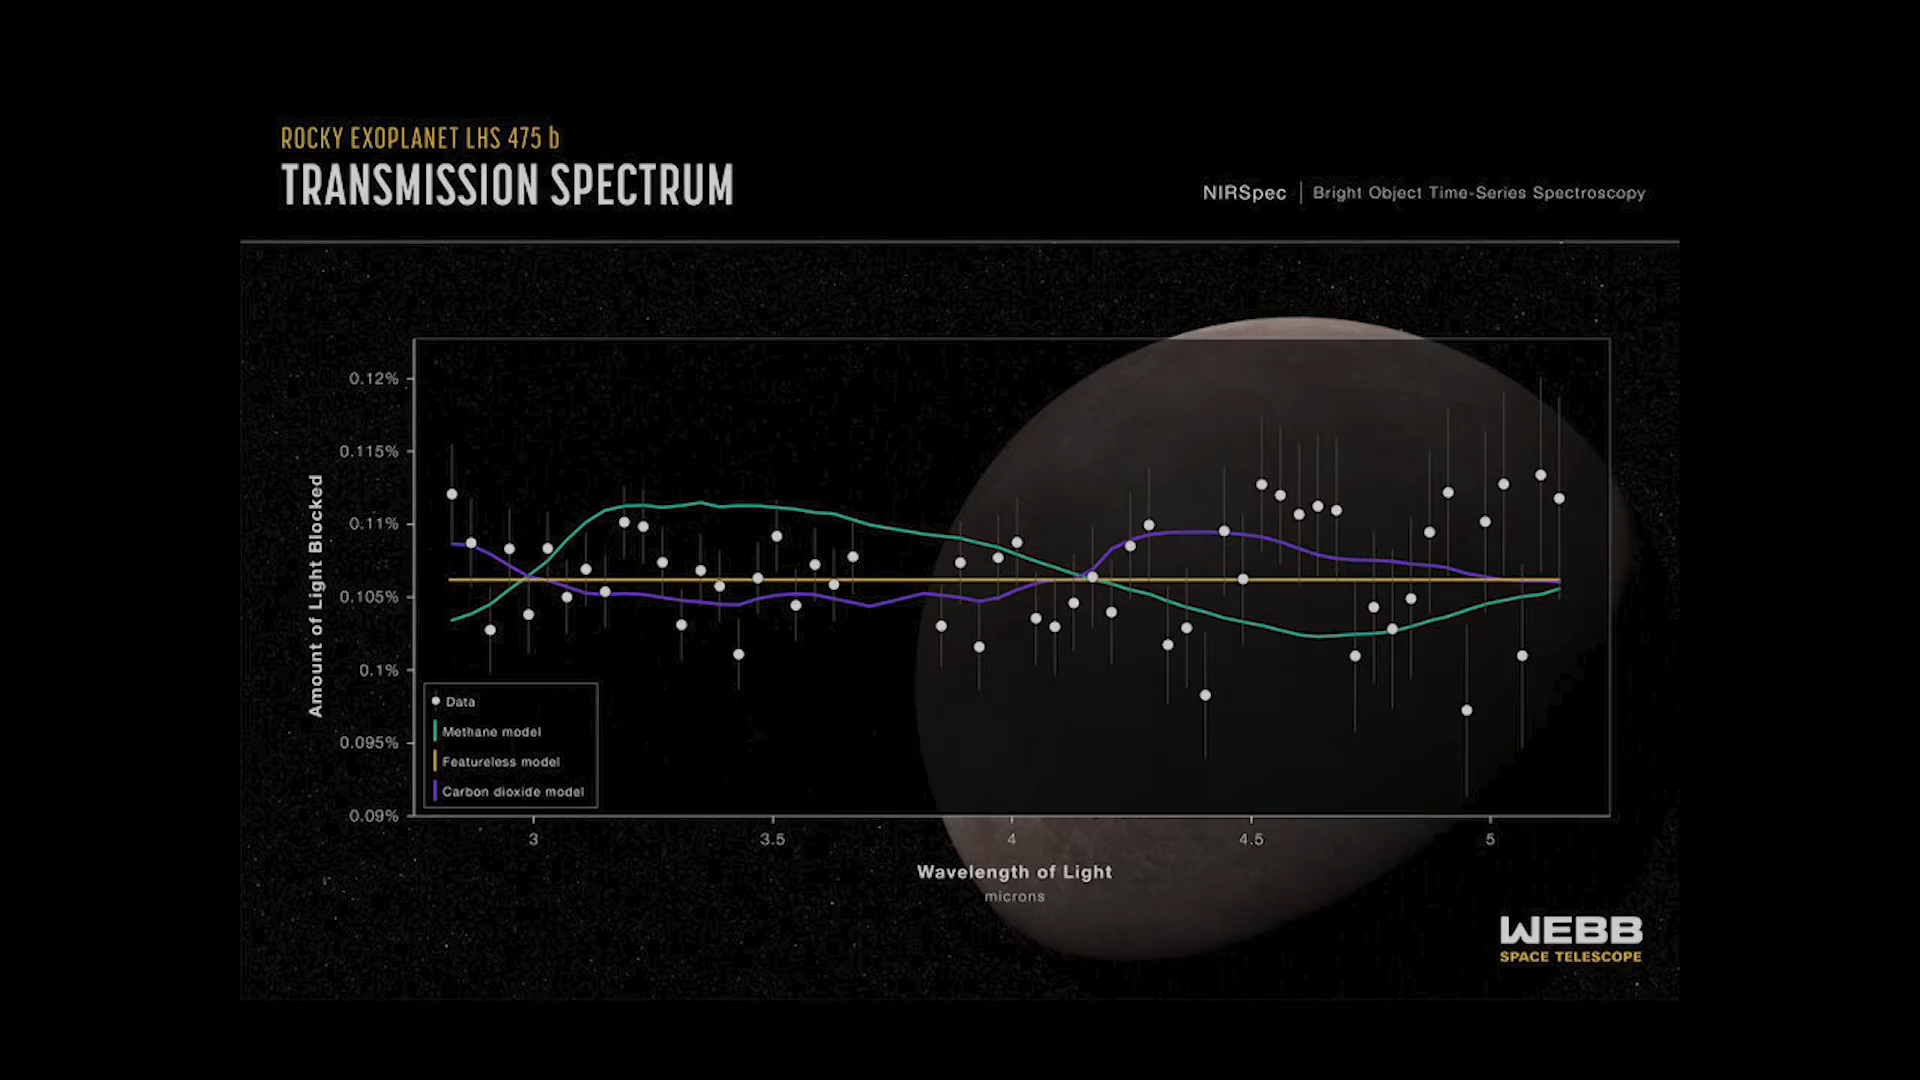 ROCKY EXOPLANET LHS 475 b
TRANSMISSION SPECTRUM
NIRSpec | Bright Object Time-Series Spectroscopy
Amount of Light Blocked
0.12%
0.115%
0.11%
0.105%
0.1%
0.095%
0.09%
Data
Methane model
Featureless model
Carbon dioxide model
3 3.5 4 4.5 5
Wavelength of Light
microns
WEBB
SPACE TELESCOPE